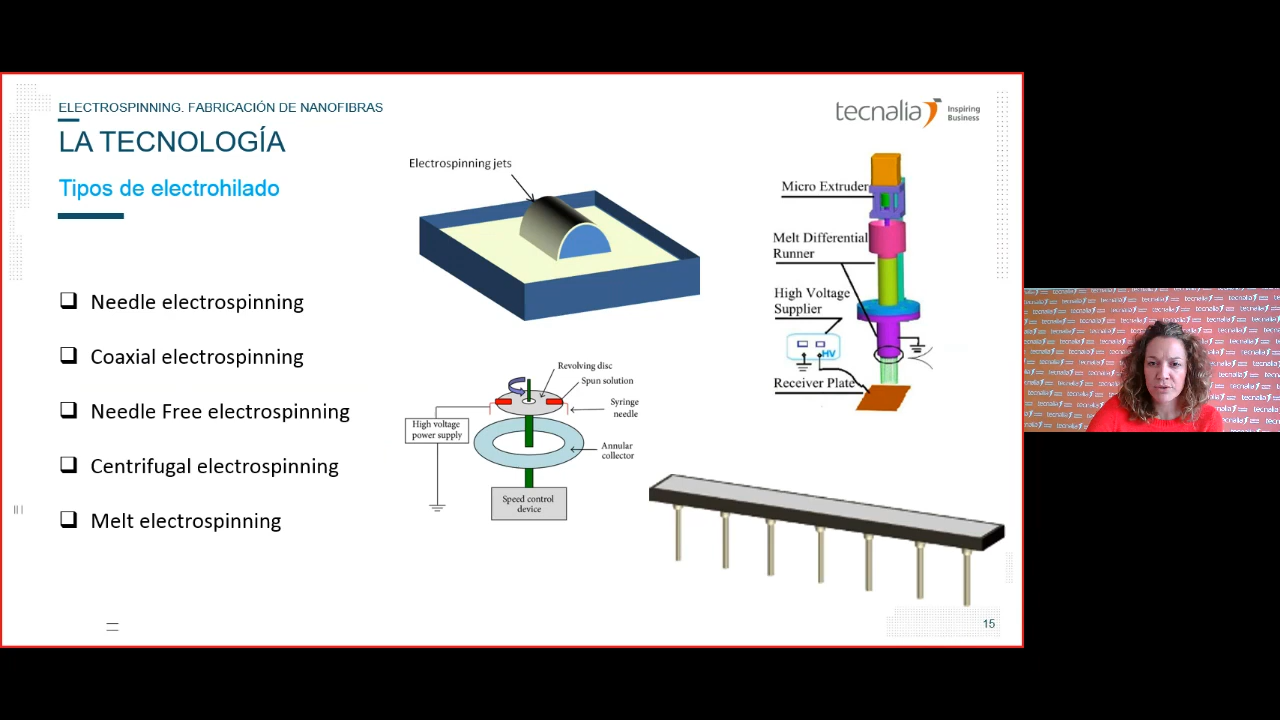 ELECTROSPINNING. FABRICACIÓN DE NANOFIBRAS
LA TECNOLOGÍA
Tipos de electrohilado
tecnalia
Inspiring
Business
Needle electrospinning
Coaxial electrospinning
Needle Free electrospinning
Centrifugal electrospinning
Melt electrospinning
Electrospinning jets
Micro Extruder
Melt Differential
Runner
High Voltage
Supplier
HV
Receiver Plate
Revolving disc
Spun solution
Syringe
needle
High voltage
power supply
Annular
collector
Speed control
device
15